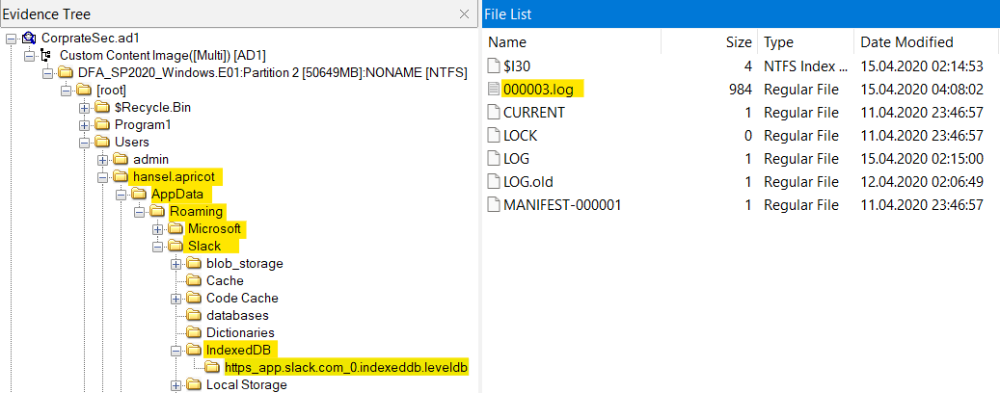 Evidence Tree
CorprateSec.ad1
Custom Content Image([Multi]) [AD1]
DFA_SP2020_Windows.E01:Partition 2 [50649MB]:NONAME [NTFS]
[root]
$Recycle.Bin
Program1
Users
admin
hansel.apricot
AppData
Roaming
Microsoft
Slack
blob_storage
Cache
Code Cache
databases
Dictionaries
IndexedDB
https_app.slack.com_0.indexeddb.leveldb
Local Storage
File List
Name Size Type Date Modified
$I30 4 NTFS Index ... 15.04.2020 02:14:53
000003.log 984 Regular File 15.04.2020 04:08:02
CURRENT 1 Regular File 11.04.2020 23:46:57
LOCK 0 Regular File 11.04.2020 23:46:57
LOG 1 Regular File 15.04.2020 02:15:00
LOG.old 1 Regular File 12.04.2020 02:06:49
MANIFEST-000001 1 Regular File 11.04.2020 23:46:57